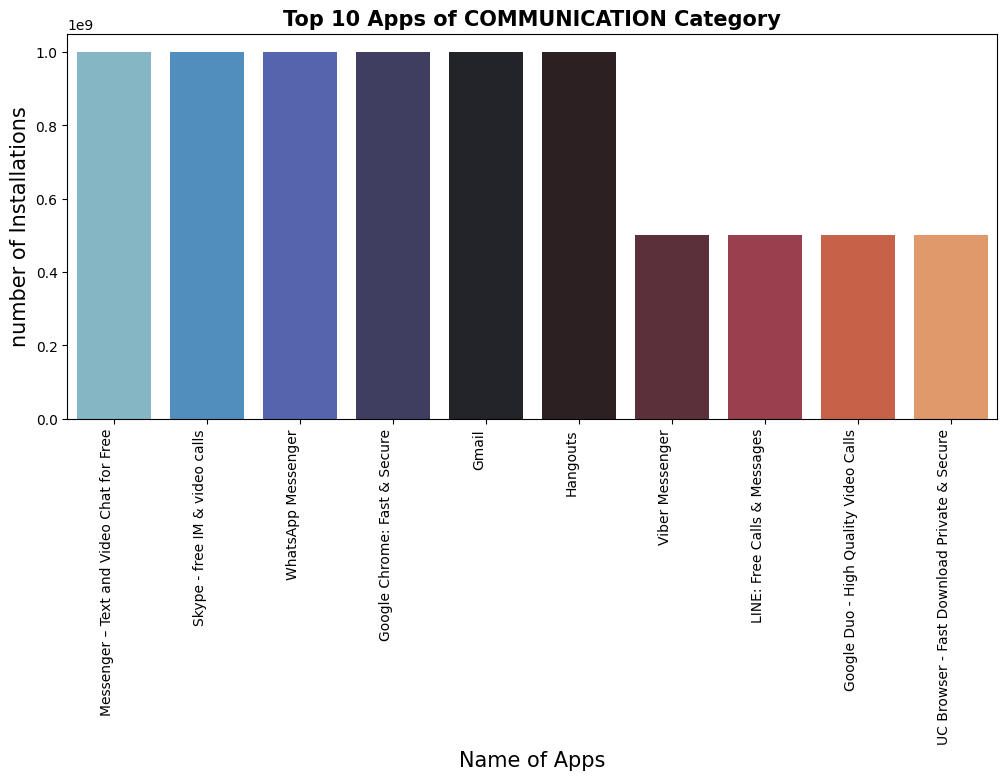 Top 10 Apps of COMMUNICATION Category
1e9
number of Installations
1.0
0.8
0.6
0.4
0.2
0.0
Messenger – Text and Video Chat for Free
Skype - free IM & video calls
WhatsApp Messenger
Google Chrome: Fast & Secure
Gmail
Hangouts
Viber Messenger
LINE: Free Calls & Messages
Google Duo - High Quality Video Calls
UC Browser - Fast Download Private & Secure
Name of Apps